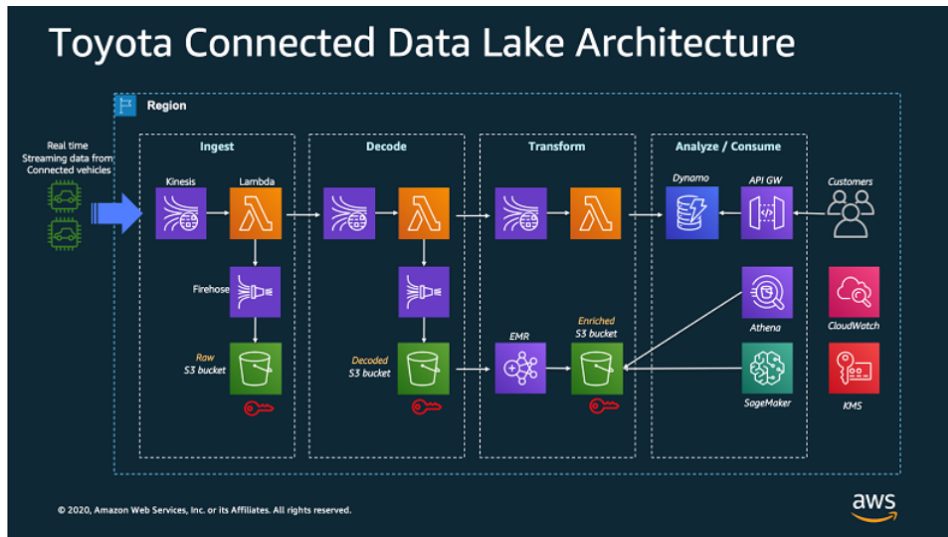 Toyota Connected Data Lake Architecture
Region
Real time
Streaming data from
Connected vehicles
Ingest
Kinesis
Lambda
Firehose
Raw
S3 bucket
Decode
Decoded
S3 bucket
Transform
EMR
Enriched
S3 bucket
Analyze / Consume
Dynamo
API GW
Athena
SageMaker
Customers
CloudWatch
KMS
© 2020, Amazon Web Services, Inc. or its Affiliates. All rights reserved.
aws